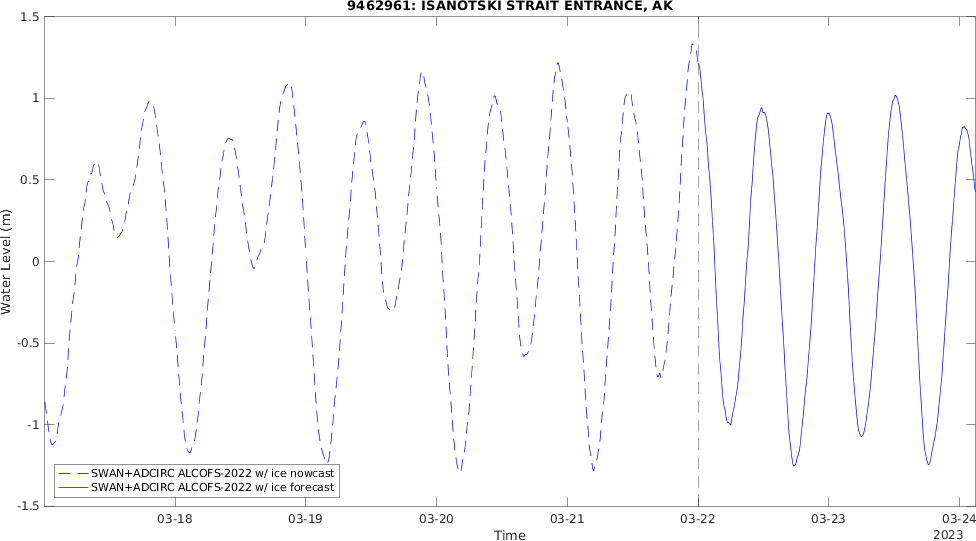 9462961: ISANOTSKI STRAIT ENTRANCE, AK
1.5
1
0.5
0
-0.5
-1
-1.5
Water Level (m)
SWAN+ADCIRC ALCOFS-2022 w/ ice nowcast
SWAN+ADCIRC ALCOFS-2022 w/ ice forecast
03-18 03-19 03-20 03-21 03-22 03-23 03-24
Time
2023